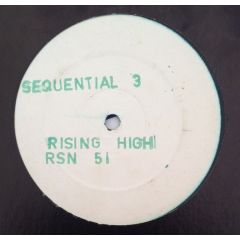 SEQUENTIAL 3
RISING HIGH
RSN 51